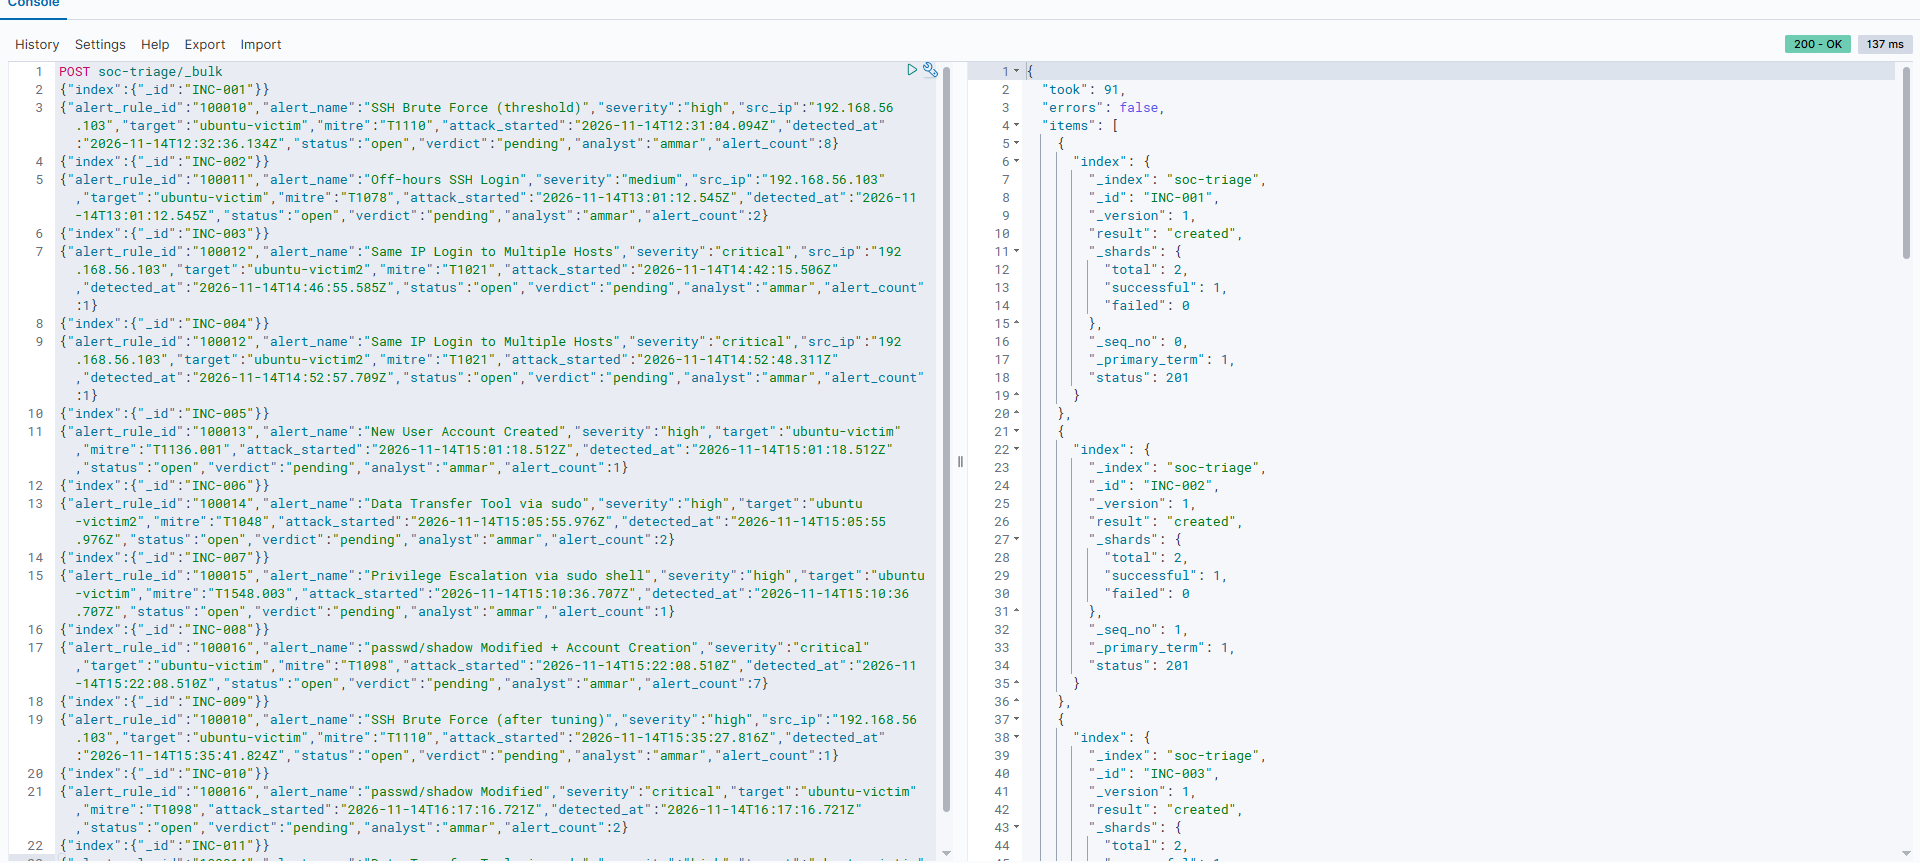 Console
History Settings Help Export Import
200 - OK 137 ms
1 POST soc-triage/_bulk
2 {"index":{"_id":"INC-001"}}
3 {"alert_rule_id":"100010","alert_name":"SSH Brute Force (threshold)","severity":"high","src_ip":"192.168.56
.103","target":"ubuntu-victim","mitre":"T1110","attack_started":"2026-11-14T12:31:04.094Z","detected_at"
:"2026-11-14T12:32:36.134Z","status":"open","verdict":"pending","analyst":"ammar","alert_count":8}
4 {"index":{"_id":"INC-002"}}
5 {"alert_rule_id":"100011","alert_name":"Off-hours SSH Login","severity":"medium","src_ip":"192.168.56.103"
,"target":"ubuntu-victim","mitre":"T1078","attack_started":"2026-11-14T13:01:12.545Z","detected_at":"2026-11
-14T13:01:12.545Z","status":"open","verdict":"pending","analyst":"ammar","alert_count":2}
6 {"index":{"_id":"INC-003"}}
7 {"alert_rule_id":"100012","alert_name":"Same IP Login to Multiple Hosts","severity":"critical","src_ip":"192
.168.56.103","target":"ubuntu-victim2","mitre":"T1021","attack_started":"2026-11-14T14:42:15.506Z"
,"detected_at":"2026-11-14T14:46:55.585Z","status":"open","verdict":"pending","analyst":"ammar","alert_count"
:1}
8 {"index":{"_id":"INC-004"}}
9 {"alert_rule_id":"100012","alert_name":"Same IP Login to Multiple Hosts","severity":"critical","src_ip":"192
.168.56.103","target":"ubuntu-victim2","mitre":"T1021","attack_started":"2026-11-14T14:52:48.311Z"
,"detected_at":"2026-11-14T14:52:57.709Z","status":"open","verdict":"pending","analyst":"ammar","alert_count"
:1}
10 {"index":{"_id":"INC-005"}}
11 {"alert_rule_id":"100013","alert_name":"New User Account Created","severity":"high","target":"ubuntu-victim"
,"mitre":"T1136.001","attack_started":"2026-11-14T15:01:18.512Z","detected_at":"2026-11-14T15:01:18.512Z"
,"status":"open","verdict":"pending","analyst":"ammar","alert_count":1}
12 {"index":{"_id":"INC-006"}}
13 {"alert_rule_id":"100014","alert_name":"Data Transfer Tool via sudo","severity":"high","target":"ubuntu
-victim2","mitre":"T1048","attack_started":"2026-11-14T15:05:55.976Z","detected_at":"2026-11-14T15:05:55
.976Z","status":"open","verdict":"pending","analyst":"ammar","alert_count":2}
14 {"index":{"_id":"INC-007"}}
15 {"alert_rule_id":"100015","alert_name":"Privilege Escalation via sudo shell","severity":"high","target":"ubuntu
-victim","mitre":"T1548.003","attack_started":"2026-11-14T15:10:36.707Z","detected_at":"2026-11-14T15:10:36
.707Z","status":"open","verdict":"pending","analyst":"ammar","alert_count":1}
16 {"index":{"_id":"INC-008"}}
17 {"alert_rule_id":"100016","alert_name":"passwd/shadow Modified + Account Creation","severity":"critical"
,"target":"ubuntu-victim","mitre":"T1098","attack_started":"2026-11-14T15:22:08.510Z","detected_at":"2026-11
-14T15:22:08.510Z","status":"open","verdict":"pending","analyst":"ammar","alert_count":7}
18 {"index":{"_id":"INC-009"}}
19 {"alert_rule_id":"100010","alert_name":"SSH Brute Force (after tuning)","severity":"high","src_ip":"192.168.56
.103","target":"ubuntu-victim","mitre":"T1110","attack_started":"2026-11-14T15:35:27.816Z","detected_at"
:"2026-11-14T15:35:41.824Z","status":"open","verdict":"pending","analyst":"ammar","alert_count":1}
20 {"index":{"_id":"INC-010"}}
21 {"alert_rule_id":"100016","alert_name":"passwd/shadow Modified","severity":"critical","target":"ubuntu-victim"
,"mitre":"T1098","attack_started":"2026-11-14T16:17:16.721Z","detected_at":"2026-11-14T16:17:16.721Z"
,"status":"open","verdict":"pending","analyst":"ammar","alert_count":2}
22 {"index":{"_id":"INC-011"}}
1 {
2 "took": 91,
3 "errors": false,
4 "items": [
5 {
6 "index": {
7 "_index": "soc-triage",
8 "_id": "INC-001",
9 "_version": 1,
10 "result": "created",
11 "_shards": {
12 "total": 2,
13 "successful": 1,
14 "failed": 0
15 },
16 "_seq_no": 0,
17 "_primary_term": 1,
18 "status": 201
19 }
20 },
21 {
22 "index": {
23 "_index": "soc-triage",
24 "_id": "INC-002",
25 "_version": 1,
26 "result": "created",
27 "_shards": {
28 "total": 2,
29 "successful": 1,
30 "failed": 0
31 },
32 "_seq_no": 1,
33 "_primary_term": 1,
34 "status": 201
35 }
36 },
37 {
38 "index": {
39 "_index": "soc-triage",
40 "_id": "INC-003",
41 "_version": 1,
42 "result": "created",
43 "_shards": {
44 "total": 2,